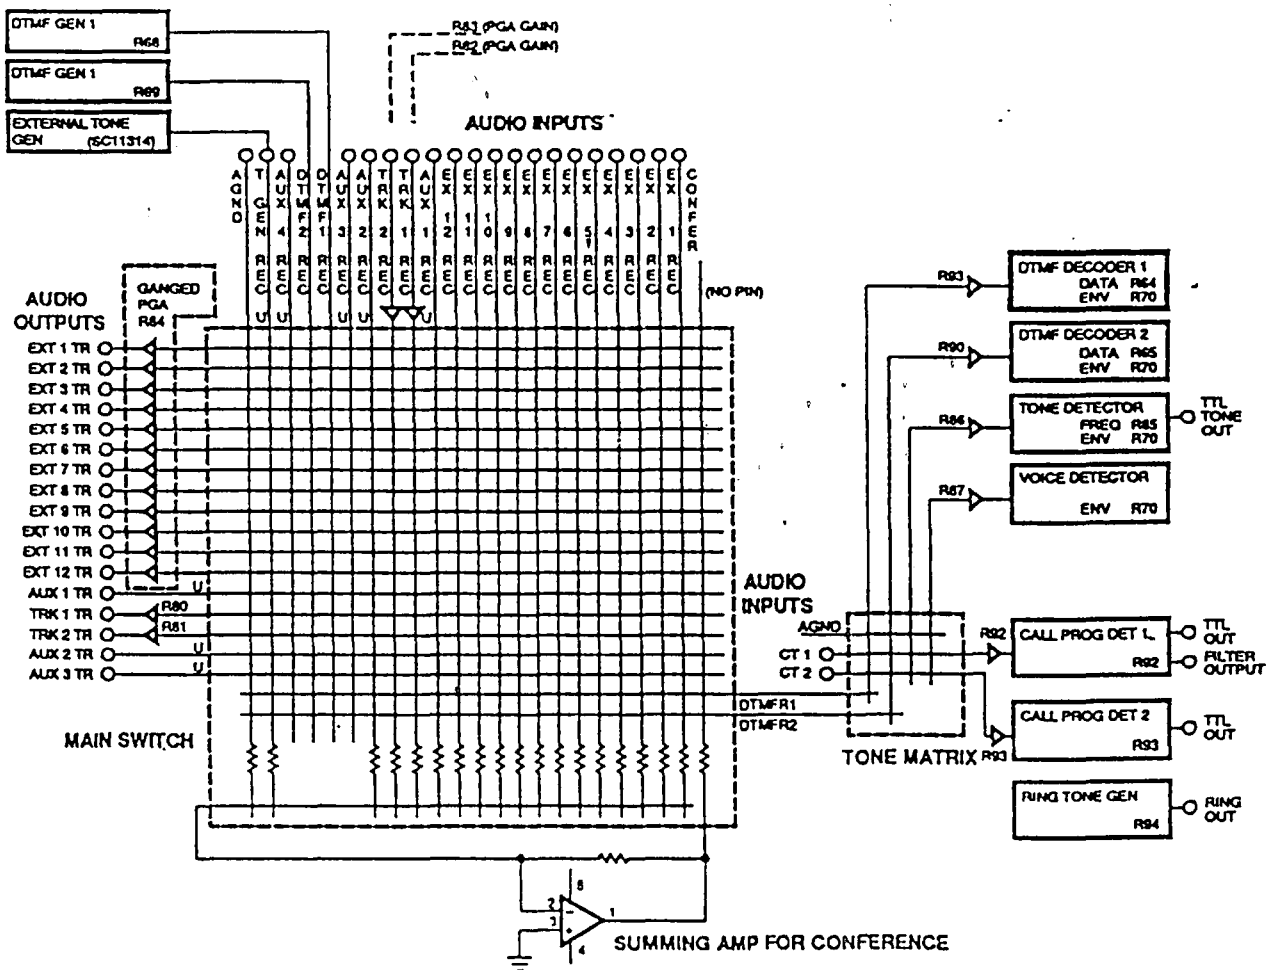 DTMF GEN 1
R68
DTMF GEN 1
R69
EXTERNAL TONE
GEN (SC11314)
R83 (PGA GAIN)
R82 (PGA GAIN)
AUDIO INPUTS
AGND
T GEN REC
AUX 4 REC
DTMF2 REC
DTMF1 REC
AUX 3 REC
AUX 2 REC
TRK 2 REC
TRK 1 REC
AUX 1 REC
EX 12 REC
EX 11 REC
EX 10 REC
EX 9 REC
EX 8 REC
EX 7 REC
EX 6 REC
EX 5 REC
EX 4 REC
EX 3 REC
EX 2 REC
EX 1 REC
CONFER
(NO PIN)
U U U U U
GANGED
PGA
R84
AUDIO
OUTPUTS
EXT 1 TR
EXT 2 TR
EXT 3 TR
EXT 4 TR
EXT 5 TR
EXT 6 TR
EXT 7 TR
EXT 8 TR
EXT 9 TR
EXT 10 TR
EXT 11 TR
EXT 12 TR
AUX 1 TR U
TRK 1 TR R80
TRK 2 TR R81
AUX 2 TR U
AUX 3 TR U
MAIN SWITCH
DTMFR1
DTMFR2
AUDIO
INPUTS
AGND
CT 1
CT 2
TONE MATRIX
R93
DTMF DECODER 1
DATA R64
ENV R70
R90
DTMF DECODER 2
DATA R65
ENV R70
R86
TONE DETECTOR
FREQ R85
ENV R70
TTL
TONE
OUT
R87
VOICE DETECTOR
ENV R70
R92
CALL PROG DET 1
R92
TTL
OUT
FILTER
OUTPUT
R93
CALL PROG DET 2
R93
TTL
OUT
RING TONE GEN
R94
RING
OUT
8
2
3
1
4
SUMMING AMP FOR CONFERENCE